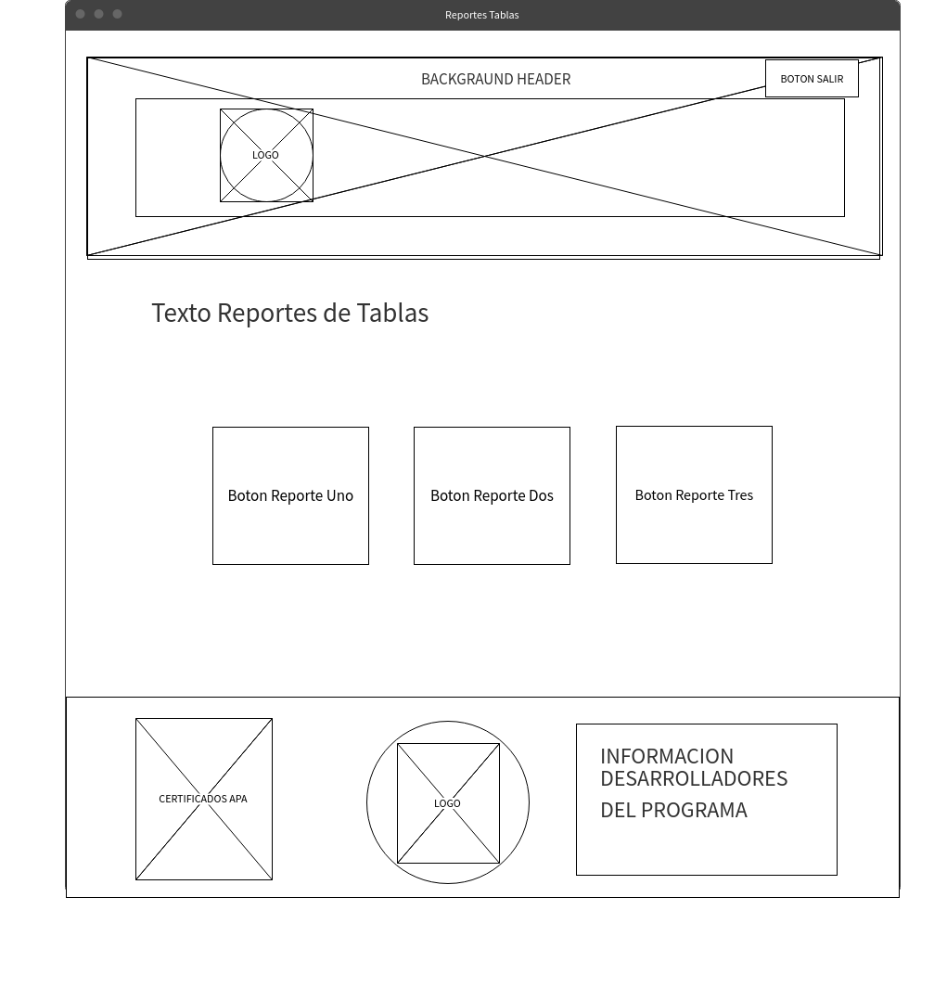 Reportes Tablas
BACKGRAUND HEADER
BOTON SALIR
LOGO
Texto Reportes de Tablas
Boton Reporte Uno
Boton Reporte Dos
Boton Reporte Tres
CERTIFICADOS APA
LOGO
INFORMACION
DESARROLLADORES
DEL PROGRAMA